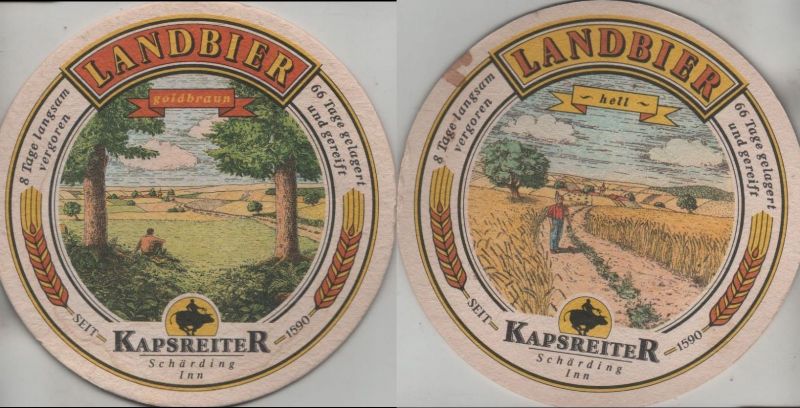 LANDBIER
goldbraun
8 Tage langsam
vergoren
66 Tage gelagert
und gereift
SEIT
1590
KAPSREITER
Schärding
Inn
LANDBIER
~ hell ~
8 Tage langsam
vergoren
66 Tage gelagert
und gereift
SEIT
1590
KAPSREITER
Schärding
Inn